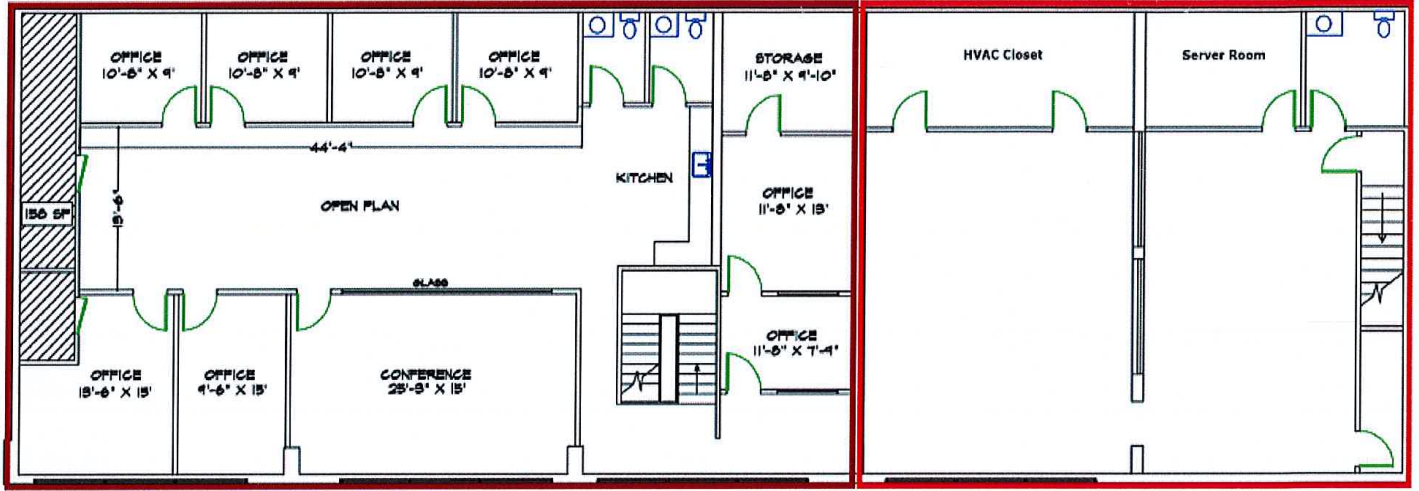 OFFICE
10'-8" X 9'
OFFICE
10'-8" X 9'
OFFICE
10'-8" X 9'
OFFICE
10'-8" X 9'
STORAGE
11'-8" X 9'-10"
HVAC Closet
Server Room
44'-4"
KITCHEN
OFFICE
11'-8" X 13'
158 SF
13'-6"
OPEN PLAN
GLASS
OFFICE
11'-8" X 7'-9"
OFFICE
13'-6" X 15'
OFFICE
9'-6" X 15'
CONFERENCE
25'-3" X 15'